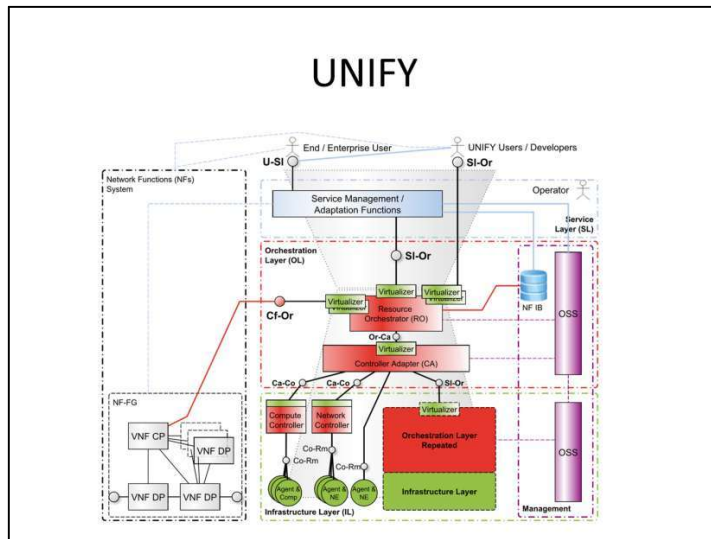 UNIFY
End / Enterprise User
UNIFY Users / Developers
U-Sl
Sl-Or
Network Functions (NFs)
System
Operator
Service Management /
Adaptation Functions
Service
Layer (SL)
Orchestration
Layer (OL)
Sl-Or
Virtualizer
Virtualizer
Virtualizer
Virtualizer
Virtualizer
NF IB
OSS
Cf-Or
Resource
Orchestrator (RO)
Or-Ca
Virtualizer
Controller Adapter (CA)
Ca-Co
Ca-Co
Sl-Or
NF-FG
Virtualizer
Compute
Controller
Network
Controller
Orchestration Layer
Repeated
OSS
VNF CP
VNF DP
Co-Rm
Co-Rm
Co-Rm
VNF DP
VNF DP
Agent &
Comp
Agent &
NE
Agent &
NE
Infrastructure Layer
Infrastructure Layer (IL)
Management